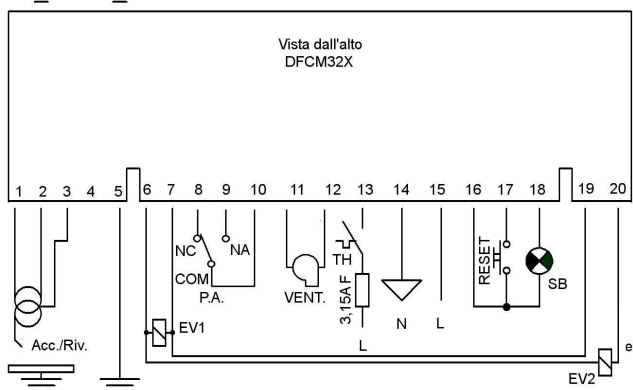 Vista dall'alto
DFCM32X
1 2 3 4 5 6 7 8 9 10 11 12 13 14 15 16 17 18 19 20
NC NA
COM
P.A.
VENT.
TH
3,15A F
L
N
L
RESET
SB
Acc./Riv.
EV1
EV2
e